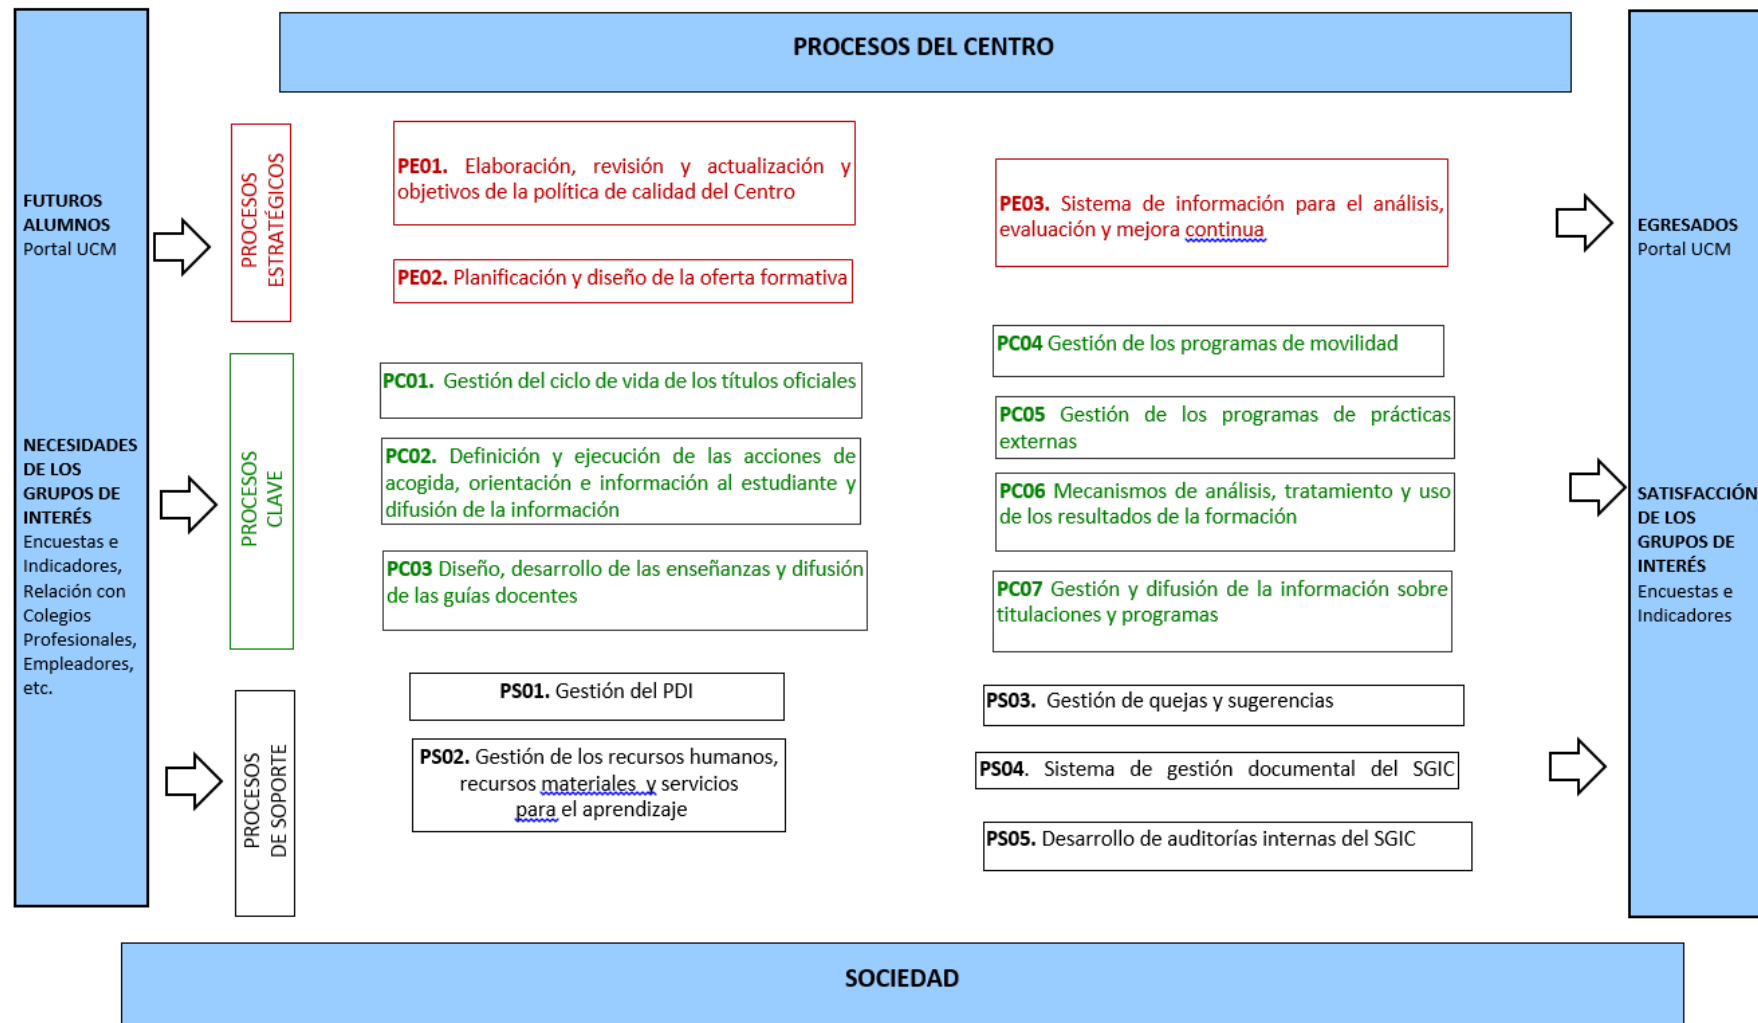 PROCESOS DEL CENTRO
FUTUROS
ALUMNOS
Portal UCM
NECESIDADES
DE LOS
GRUPOS DE
INTERÉS
Encuestas e
Indicadores,
Relación con
Colegios
Profesionales,
Empleadores,
etc.
PROCESOS
ESTRATÉGICOS
PE01. Elaboración, revisión y actualización y
objetivos de la política de calidad del Centro
PE02. Planificación y diseño de la oferta formativa
PE03. Sistema de información para el análisis,
evaluación y mejora continua
PROCESOS
CLAVE
PC01. Gestión del ciclo de vida de los títulos oficiales
PC02. Definición y ejecución de las acciones de
acogida, orientación e información al estudiante y
difusión de la información
PC03 Diseño, desarrollo de las enseñanzas y difusión
de las guías docentes
PC04 Gestión de los programas de movilidad
PC05 Gestión de los programas de prácticas
externas
PC06 Mecanismos de análisis, tratamiento y uso
de los resultados de la formación
PC07 Gestión y difusión de la información sobre
titulaciones y programas
PROCESOS
DE SOPORTE
PS01. Gestión del PDI
PS02. Gestión de los recursos humanos,
recursos materiales y servicios
para el aprendizaje
PS03. Gestión de quejas y sugerencias
PS04. Sistema de gestión documental del SGIC
PS05. Desarrollo de auditorías internas del SGIC
EGRESADOS
Portal UCM
SATISFACCIÓN
DE LOS
GRUPOS DE
INTERÉS
Encuestas e
Indicadores
SOCIEDAD